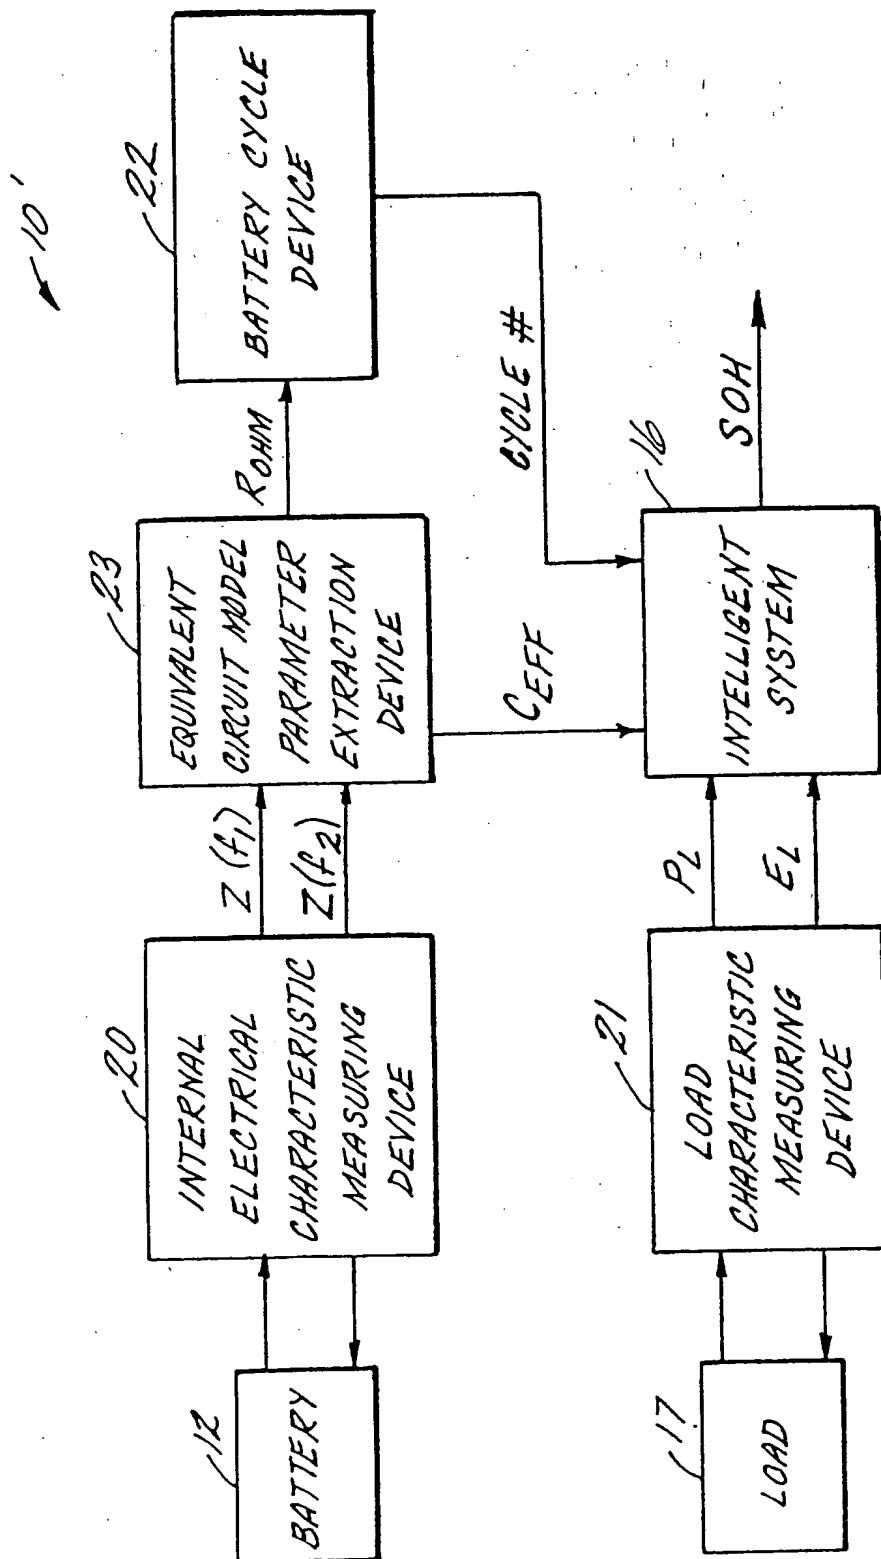 10'
12
BATTERY
20
INTERNAL
ELECTRICAL
CHARACTERISTIC
MEASURING
DEVICE
Z(f1)
Z(f2)
23
EQUIVALENT
CIRCUIT MODEL
PARAMETER
EXTRACTION
DEVICE
ROHM
22
BATTERY CYCLE
DEVICE
CEFF
CYCLE #
17
LOAD
21
LOAD
CHARACTERISTIC
MEASURING
DEVICE
PL
EL
16
INTELLIGENT
SYSTEM
SOH